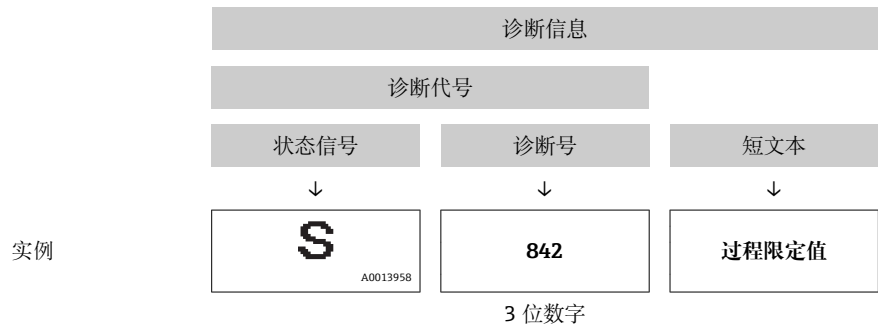 诊断信息
诊断代号
状态信号 诊断号 短文本
↓ ↓ ↓
实例 S 842 过程限定值
A0013958
3 位数字